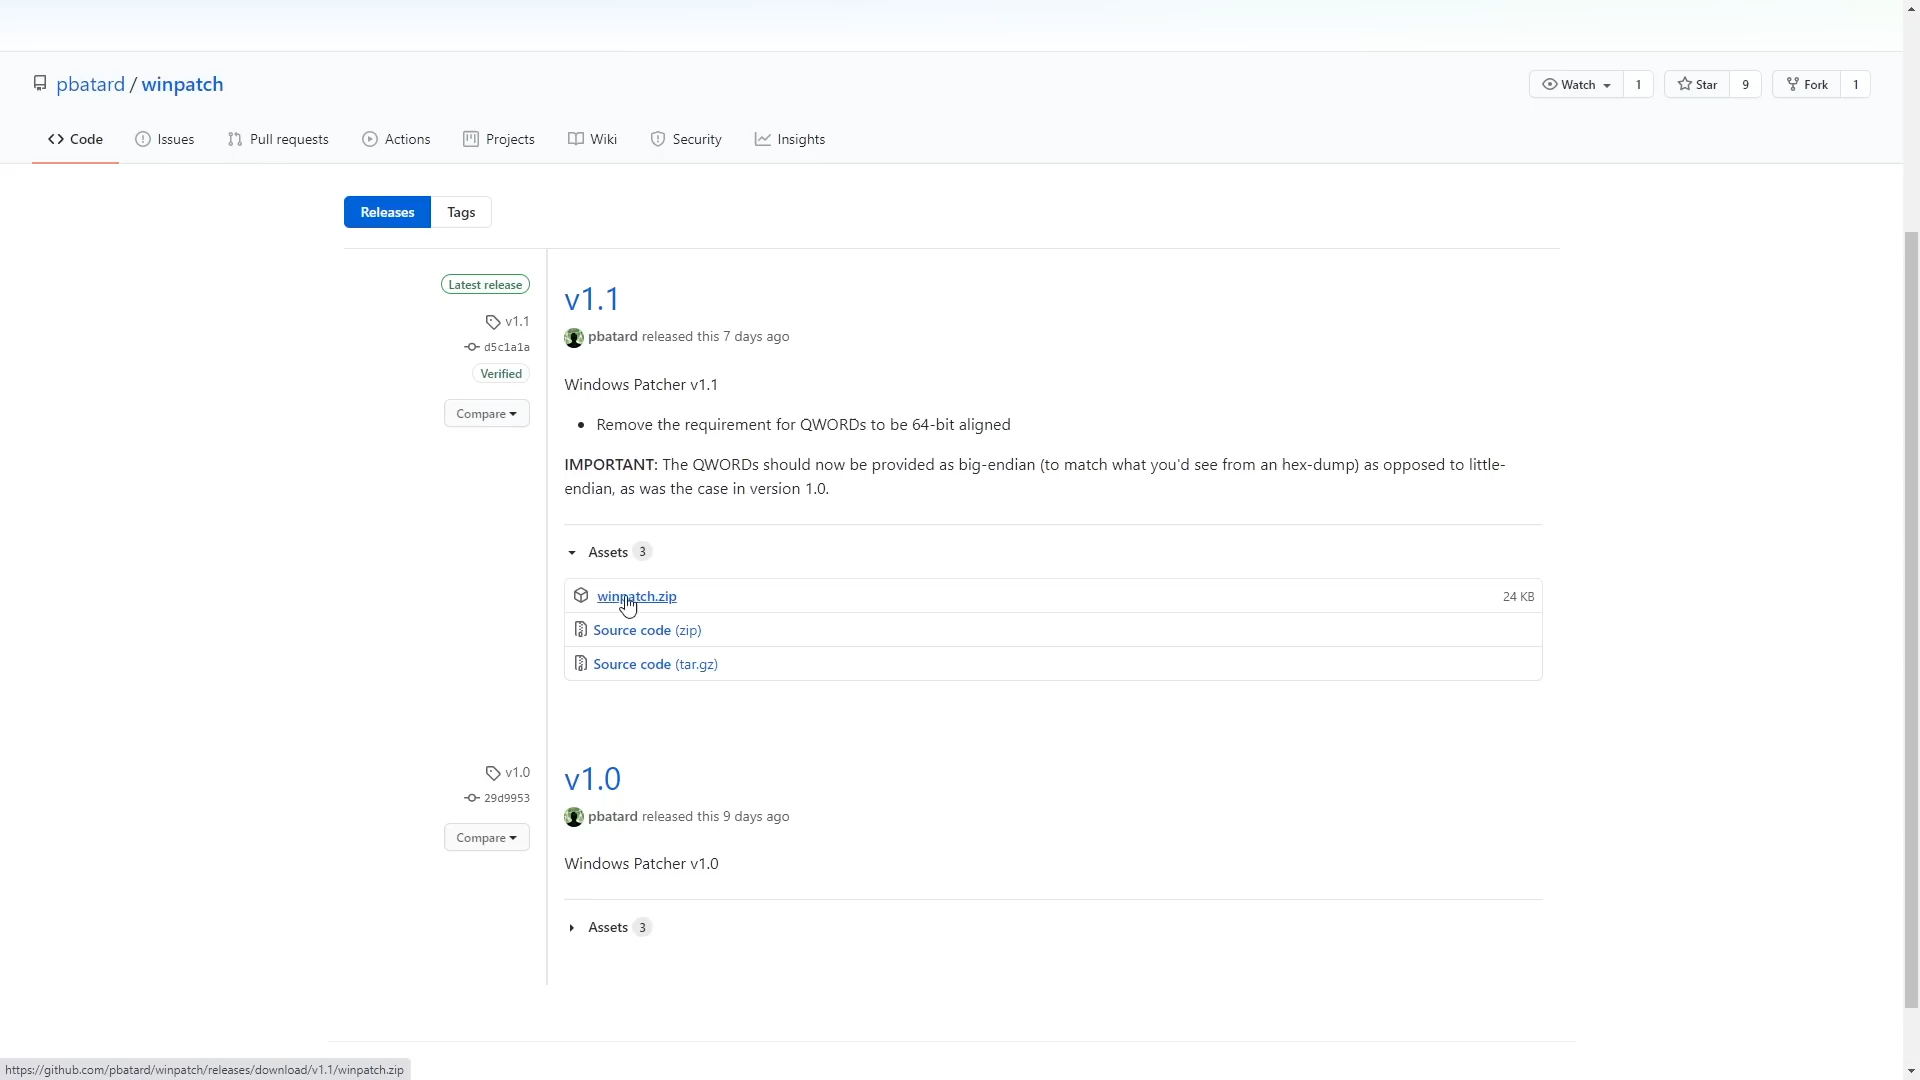 pbatard / winpatch
Watch 1 Star 9 Fork 1
Code Issues Pull requests Actions Projects Wiki Security Insights
Releases Tags
Latest release
v1.1
d5c1a1a
Verified
Compare
v1.1
pbatard released this 7 days ago
Windows Patcher v1.1
• Remove the requirement for QWORDs to be 64-bit aligned
IMPORTANT: The QWORDs should now be provided as big-endian (to match what you'd see from an hex-dump) as opposed to little-
endian, as was the case in version 1.0.
Assets 3
winpatch.zip 24 KB
Source code (zip)
Source code (tar.gz)
v1.0
29d9953
Compare
v1.0
pbatard released this 9 days ago
Windows Patcher v1.0
Assets 3
https://github.com/pbatard/winpatch/releases/download/v1.1/winpatch.zip